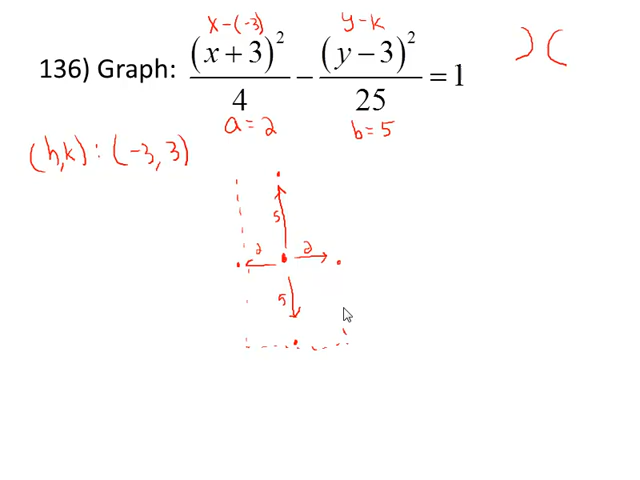 x-(-3) y-k
136) Graph: (x+3)²/4 − (y−3)²/25 = 1
a=2 b=5
(h,k): (-3, 3)
5
2 2
5